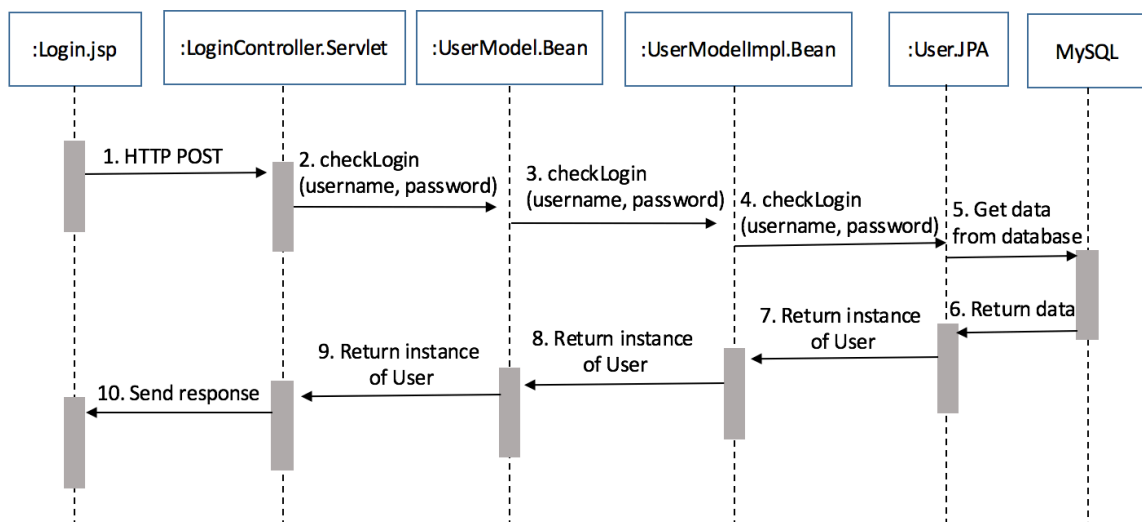 :Login.jsp
:LoginController.Servlet
:UserModel.Bean
:UserModelImpl.Bean
:User.JPA
MySQL
1. HTTP POST
2. checkLogin
(username, password)
3. checkLogin
(username, password)
4. checkLogin
(username, password)
5. Get data
from database
6. Return data
7. Return instance
of User
8. Return instance
of User
9. Return instance
of User
10. Send response